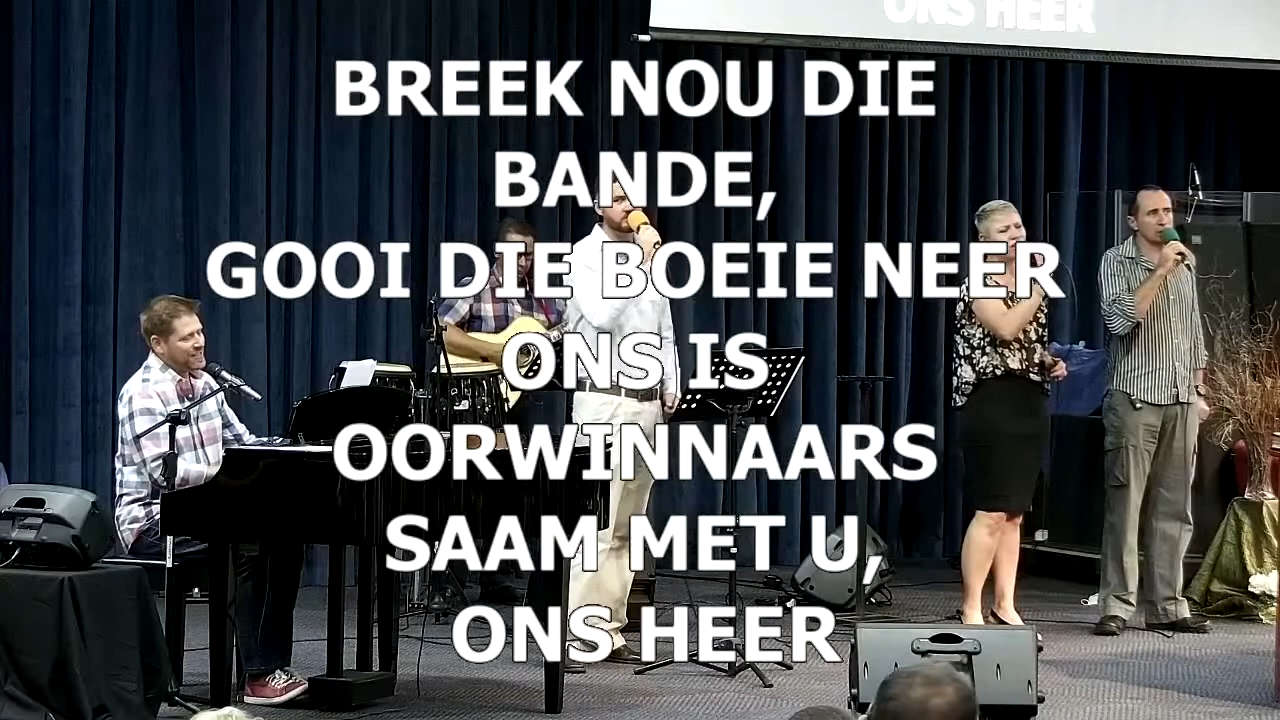 ONS HEER
BREEK NOU DIE
BANDE,
GOOI DIE BOEIE NEER
ONS IS
OORWINNAARS
SAAM MET U,
ONS HEER